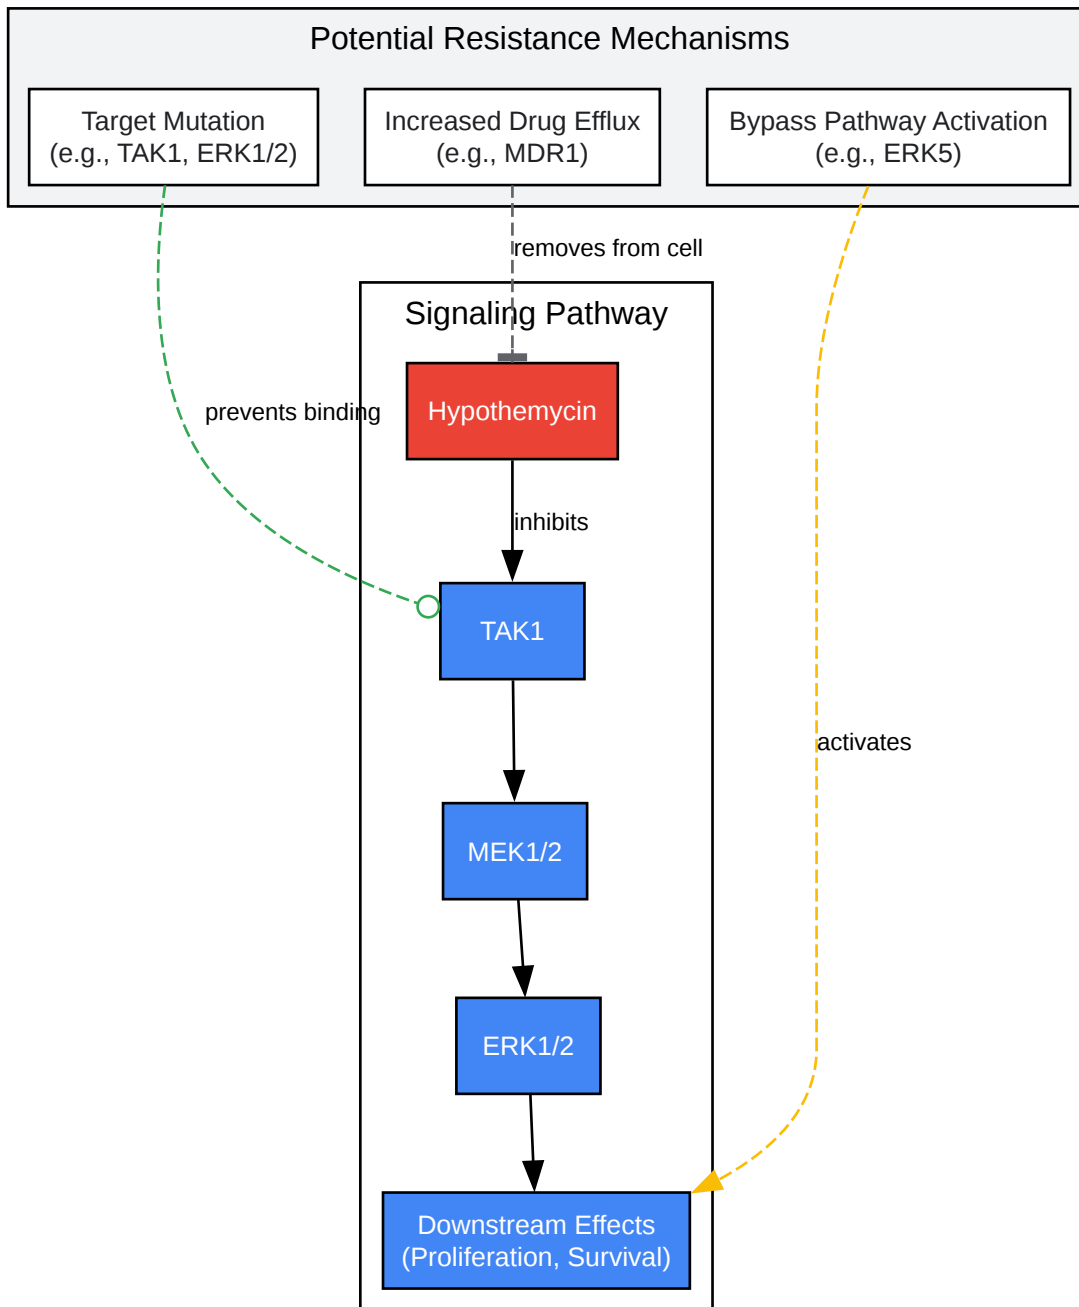 Potential Resistance Mechanisms
Target Mutation
(e.g., TAK1, ERK1/2)
Increased Drug Efflux
(e.g., MDR1)
Bypass Pathway Activation
(e.g., ERK5)
removes from cell
Signaling Pathway
Hypothemycin
prevents binding
inhibits
TAK1
activates
MEK1/2
ERK1/2
Downstream Effects
(Proliferation, Survival)